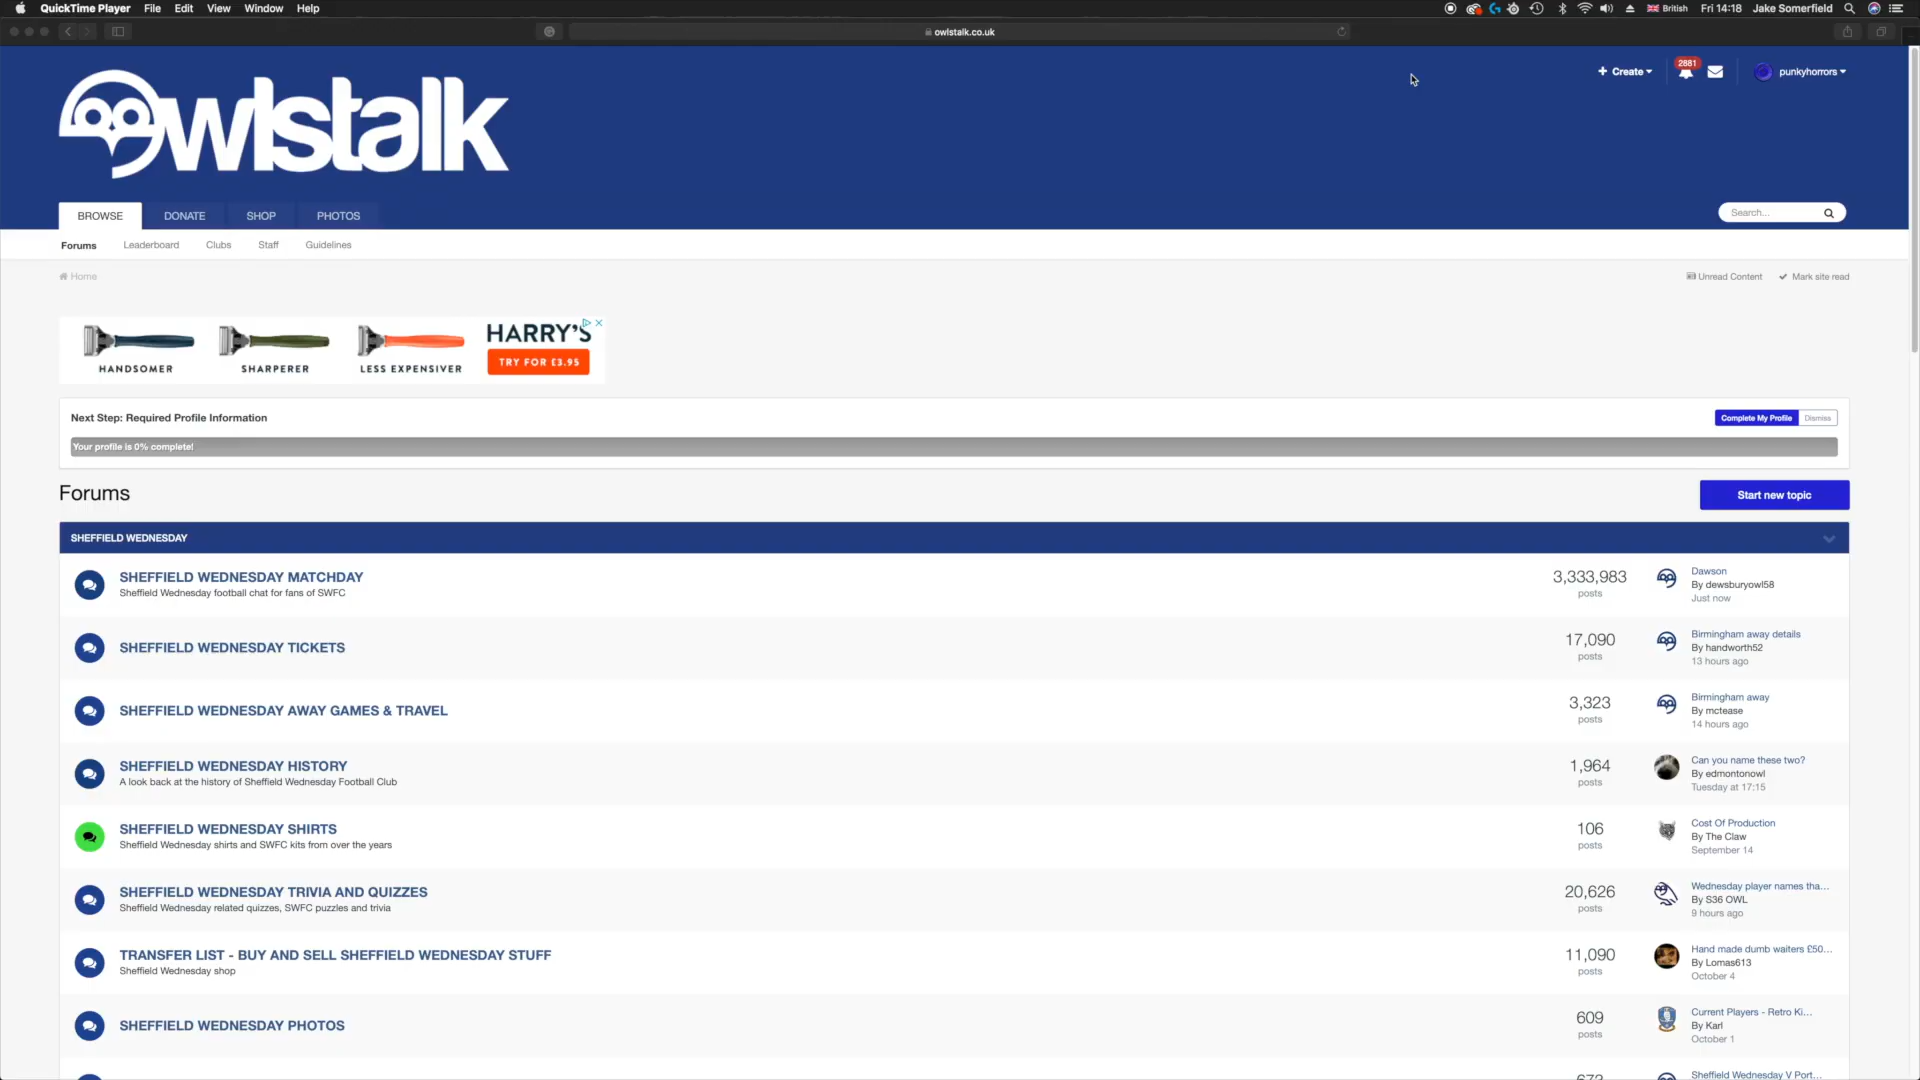 QuickTime Player File Edit View Window Help
British Fri 14:18 Jake Somerfield
owlstalk.co.uk
owlstalk
+ Create
2881
punkyhorrors
BROWSE DONATE SHOP PHOTOS
Search...
Forums Leaderboard Clubs Staff Guidelines
Home
Unread Content Mark site read
HARRY'S
TRY FOR £3.95
HANDSOMER SHARPERER LESS EXPENSIVER
Next Step: Required Profile Information
Complete My Profile Dismiss
Your profile is 0% complete!
Forums
Start new topic
SHEFFIELD WEDNESDAY
SHEFFIELD WEDNESDAY MATCHDAY
Sheffield Wednesday football chat for fans of SWFC
3,333,983
posts
Dawson
By dewsburyowl58
Just now
SHEFFIELD WEDNESDAY TICKETS
17,090
posts
Birmingham away details
By handworth52
13 hours ago
SHEFFIELD WEDNESDAY AWAY GAMES & TRAVEL
3,323
posts
Birmingham away
By mctease
14 hours ago
SHEFFIELD WEDNESDAY HISTORY
A look back at the history of Sheffield Wednesday Football Club
1,964
posts
Can you name these two?
By edmontonowl
Tuesday at 17:15
SHEFFIELD WEDNESDAY SHIRTS
Sheffield Wednesday shirts and SWFC kits from over the years
106
posts
Cost Of Production
By The Claw
September 14
SHEFFIELD WEDNESDAY TRIVIA AND QUIZZES
Sheffield Wednesday related quizzes, SWFC puzzles and trivia
20,626
posts
Wednesday player names tha...
By S36 OWL
9 hours ago
TRANSFER LIST - BUY AND SELL SHEFFIELD WEDNESDAY STUFF
Sheffield Wednesday shop
11,090
posts
Hand made dumb waiters £50...
By Lomas613
October 4
SHEFFIELD WEDNESDAY PHOTOS
609
posts
Current Players - Retro Ki...
By Karl
October 1
Sheffield Wednesday V Port...